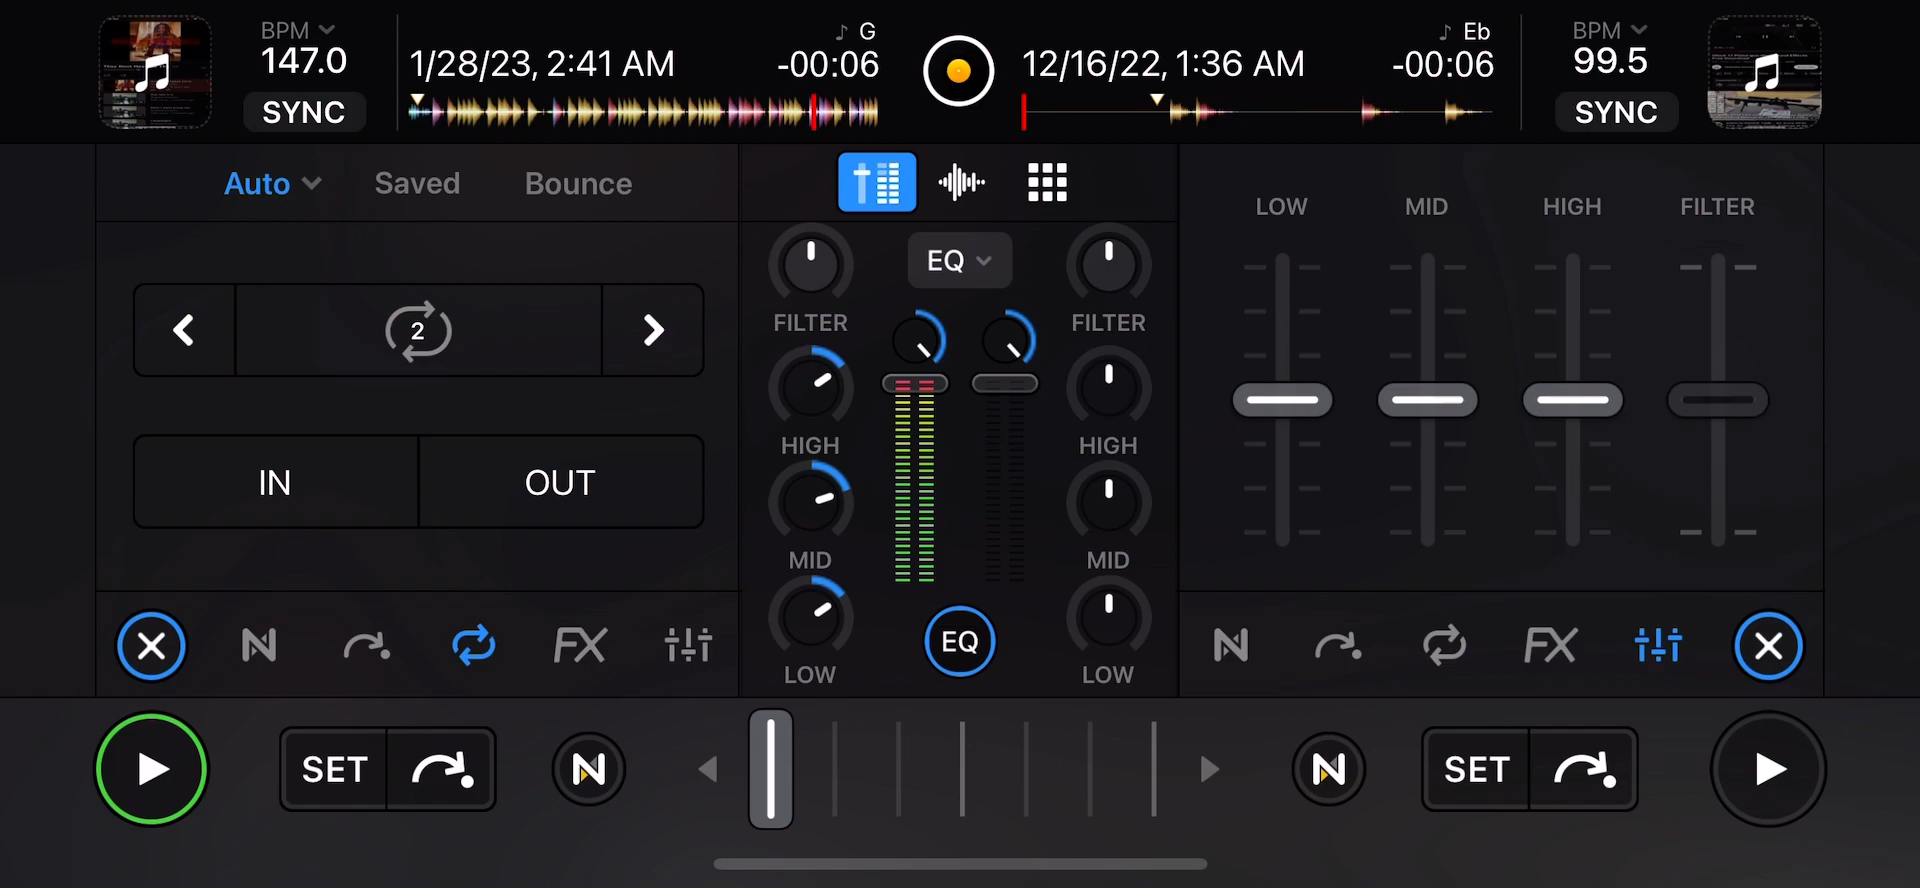 BPM
147.0
SYNC
1/28/23, 2:41 AM
G
-00:06
12/16/22, 1:36 AM
Eb
-00:06
BPM
99.5
SYNC
Auto
Saved
Bounce
2
IN
OUT
FX
EQ
FILTER
HIGH
MID
LOW
FILTER
HIGH
MID
LOW
EQ
LOW
MID
HIGH
FILTER
FX
SET
SET